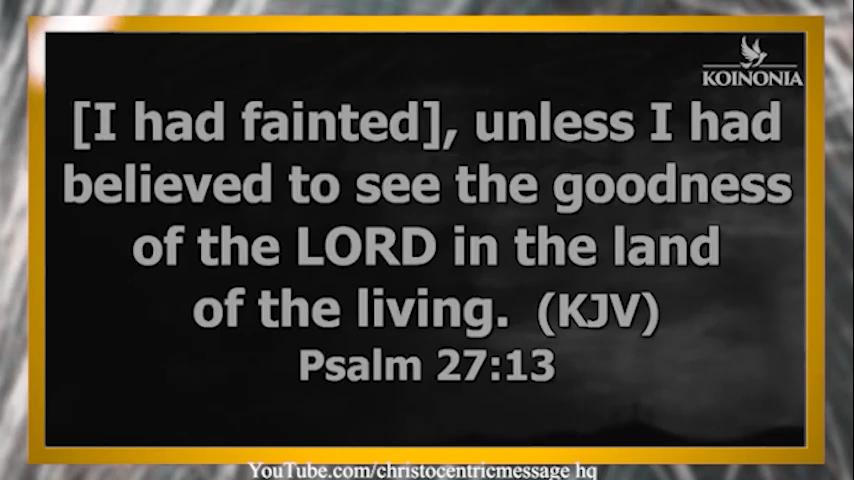 KOINONIA
[I had fainted], unless I had
believed to see the goodness
of the LORD in the land
of the living. (KJV)
Psalm 27:13
YouTube.com/christocentricmessage hq